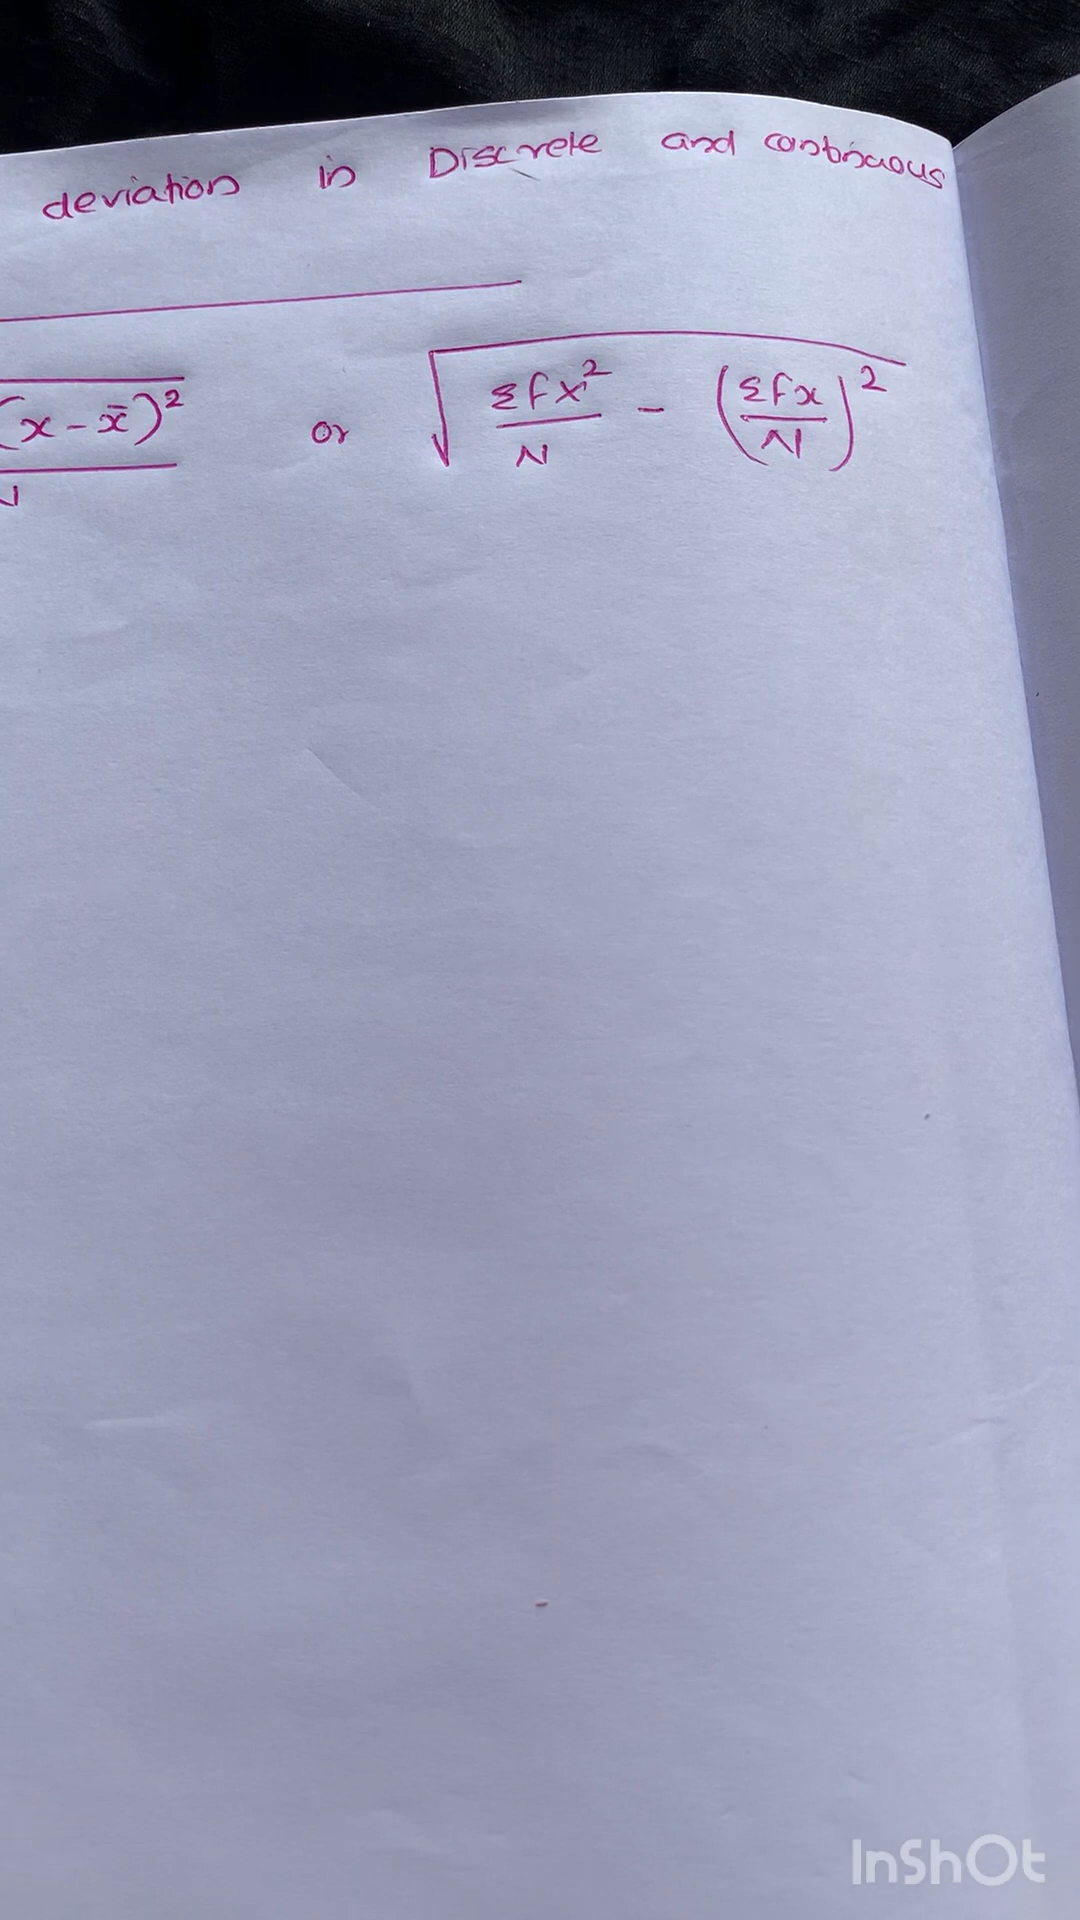 deviation in Discrete and continuous
(x - x̄)² or √ Σfx² / N - (Σfx / N)²
N
InShOt